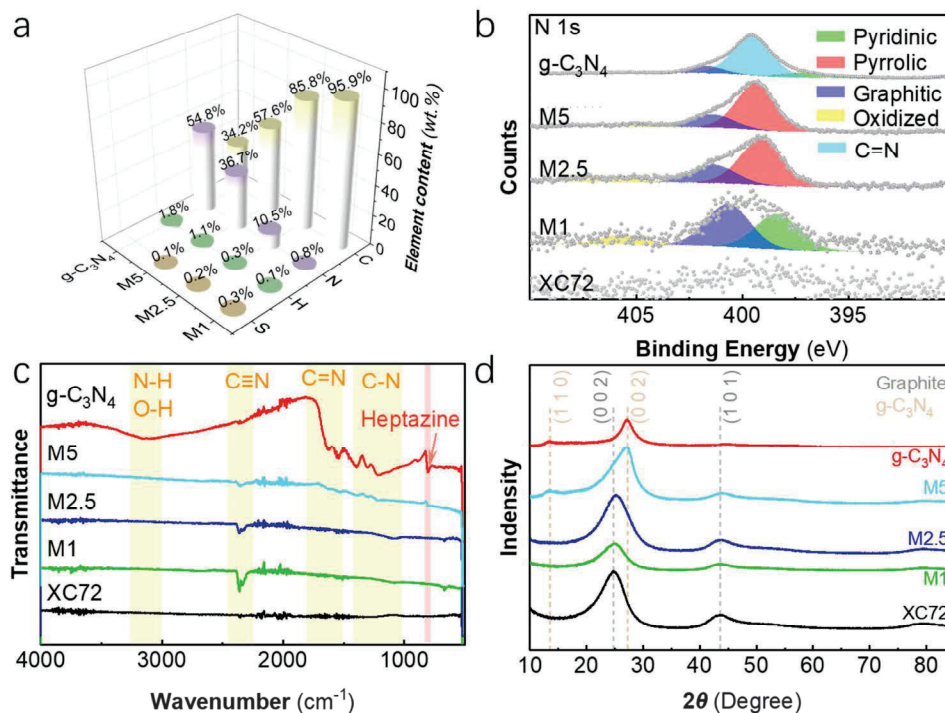 a
54.8%
34.2%
57.6%
85.8%
95.9%
36.7%
10.5%
0.8%
1.8%
1.1%
0.3%
0.1%
0.1%
0.2%
0.3%
100
80
60
40
20
0
Element content (wt. %)
g-C₃N₄
M5
M2.5
M1
S
H
N
C
b
N 1s
g-C₃N₄
M5
M2.5
M1
XC72
Pyridinic
Pyrrolic
Graphitic
Oxidized
C=N
Counts
405
400
395
Binding Energy (eV)
c
N-H
O-H
C≡N
C=N
C-N
Heptazine
g-C₃N₄
M5
M2.5
M1
XC72
Transmittance
4000
3000
2000
1000
Wavenumber (cm⁻¹)
d
(1 1 0)
(0 0 2)
(0 0 2)
(1 0 1)
Graphite
g-C₃N₄
g-C₃N₄
M5
M2.5
M1
XC72
Indensity
10 20 30 40 50 60 70 80
2θ (Degree)